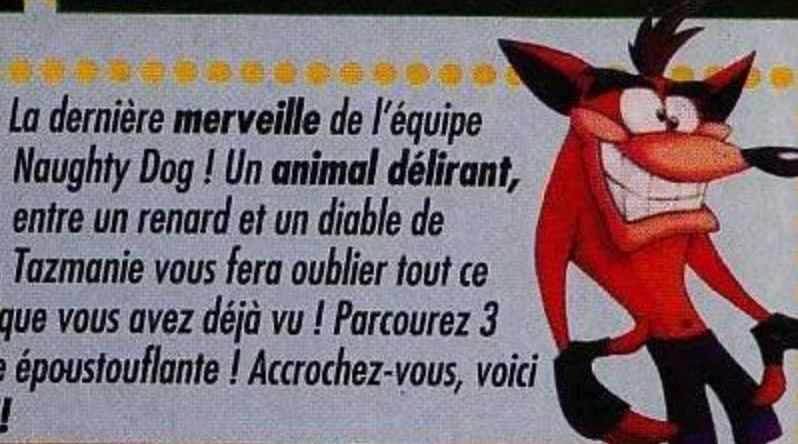 La dernière merveille de l'équipe
Naughty Dog ! Un animal délirant,
entre un renard et un diable de
Tazmanie vous fera oublier tout ce
que vous avez déjà vu ! Parcourez 3
époustouflante ! Accrochez-vous, voici
!